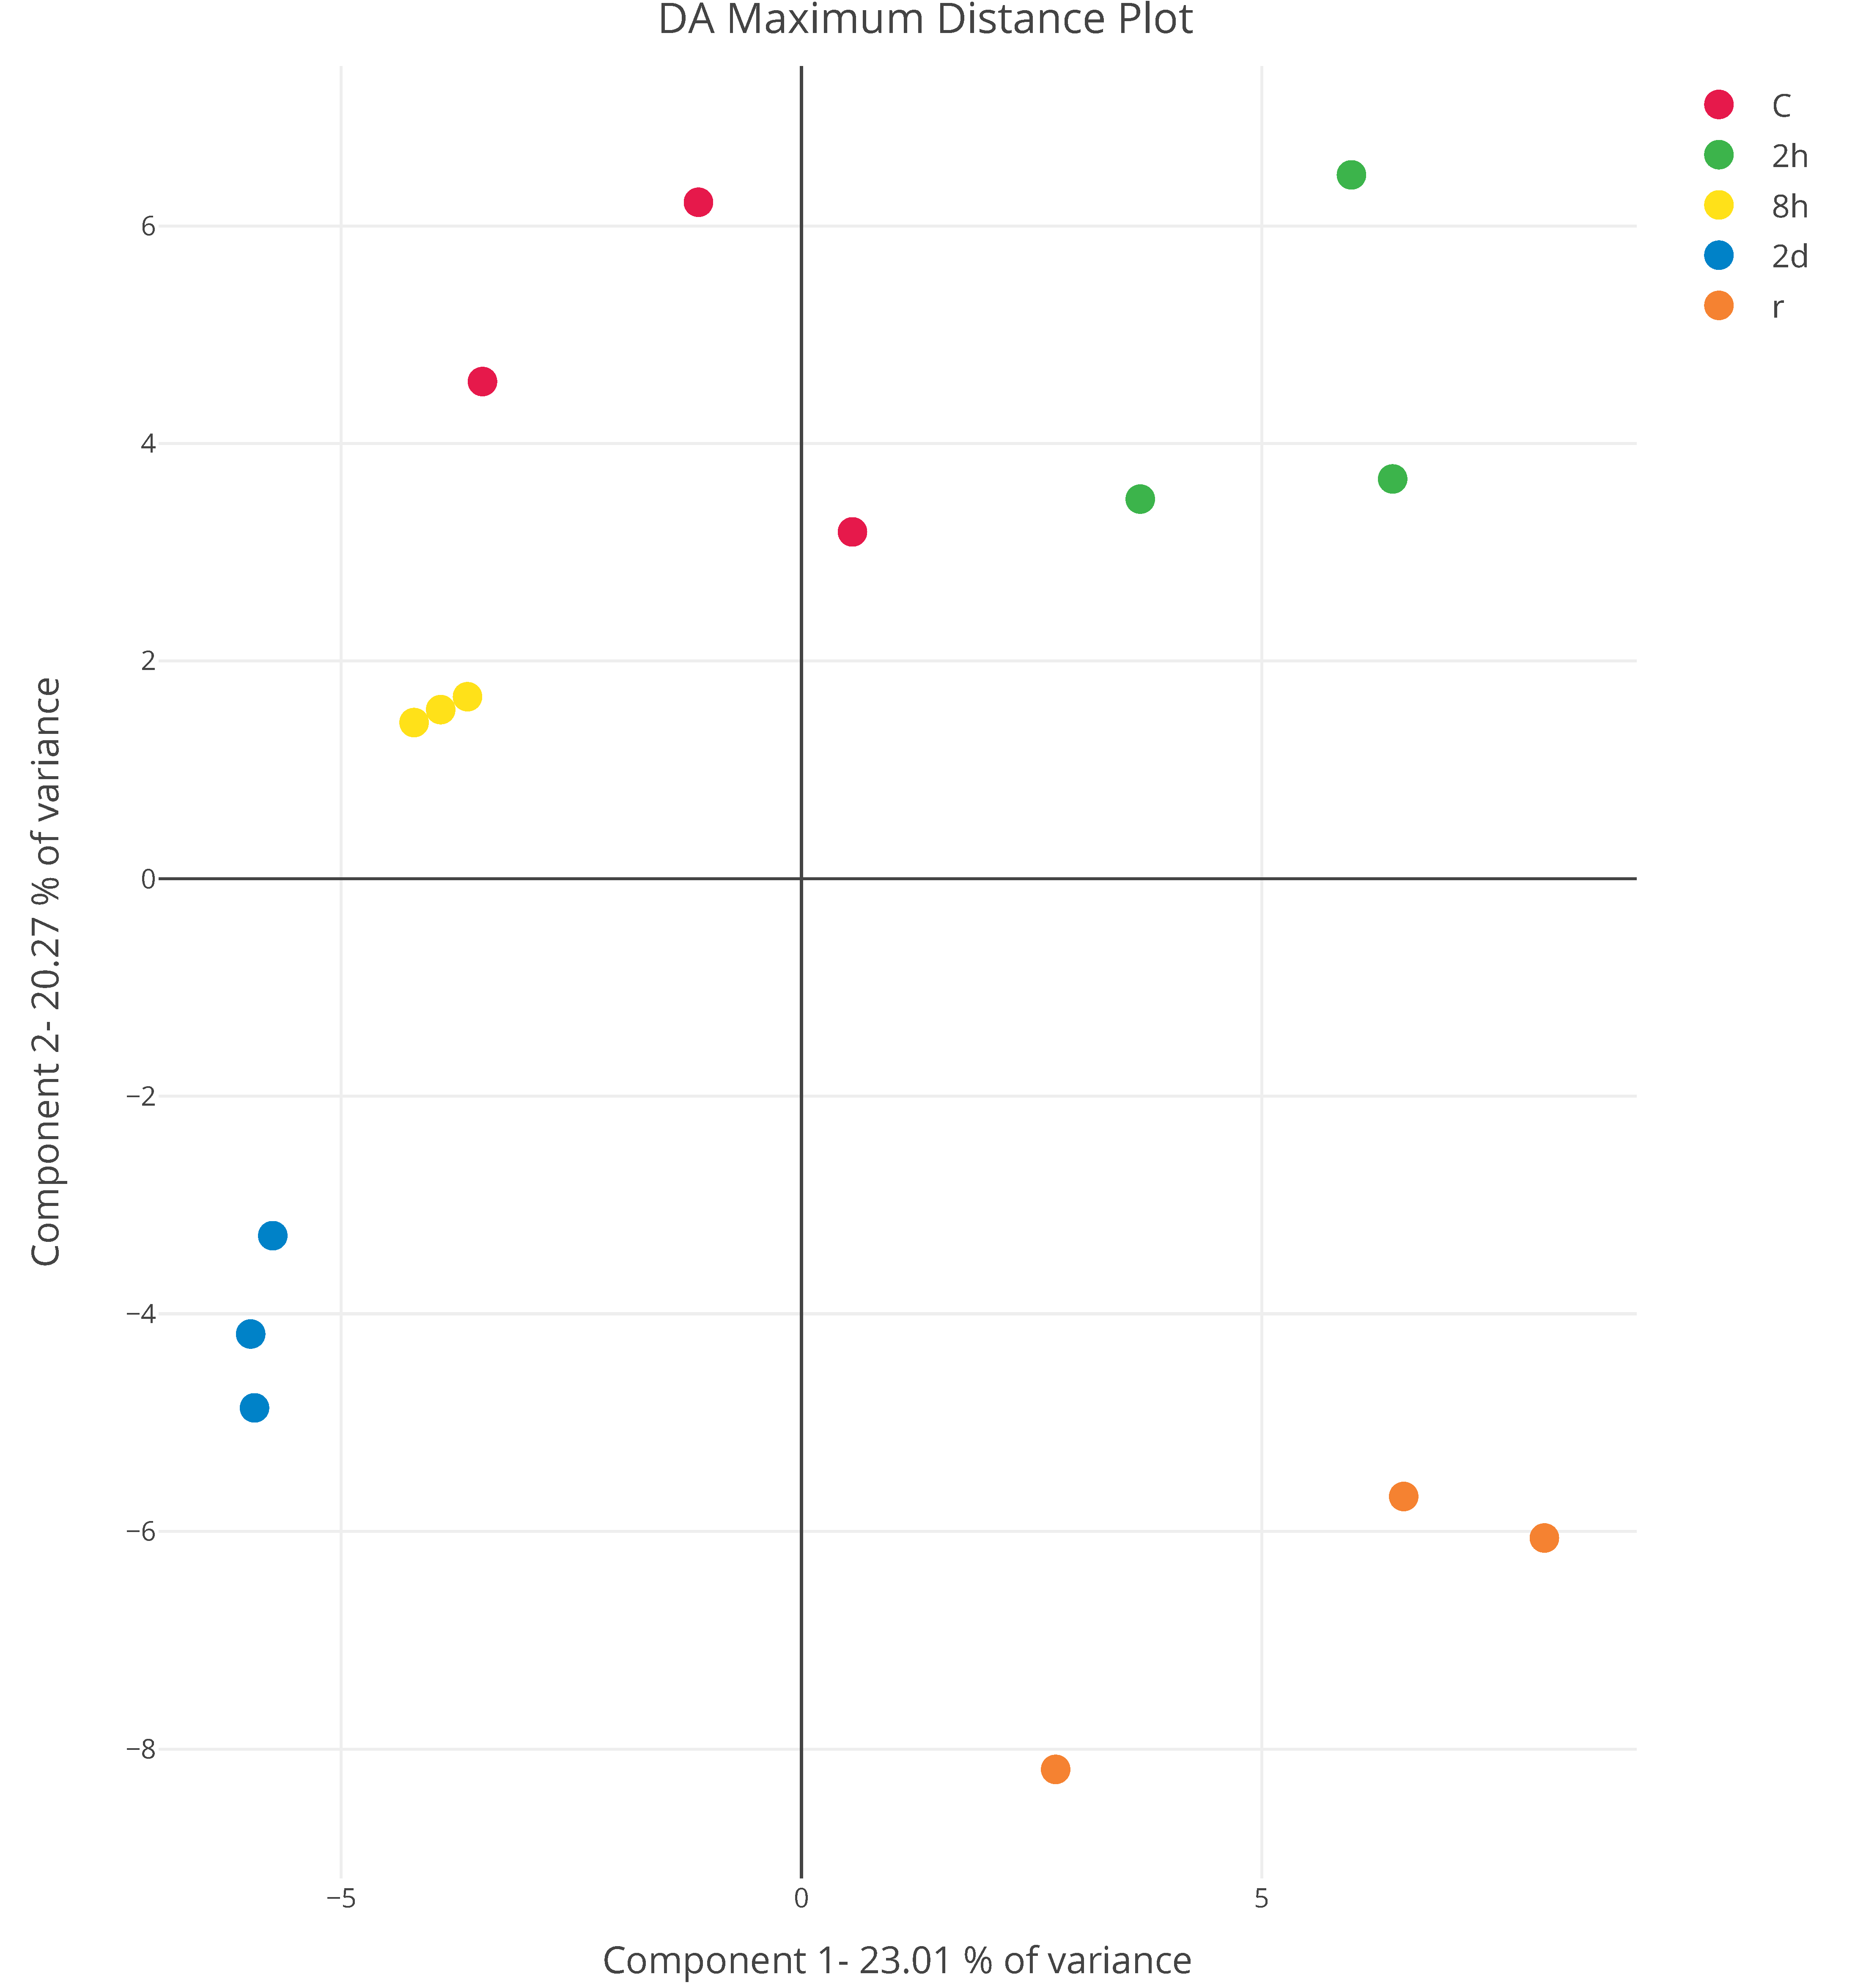 DA Maximum Distance Plot
C
2h
8h
2d
r
6
4
2
0
−2
−4
−6
−8
Component 2- 20.27 % of variance
−5
0
5
Component 1- 23.01 % of variance